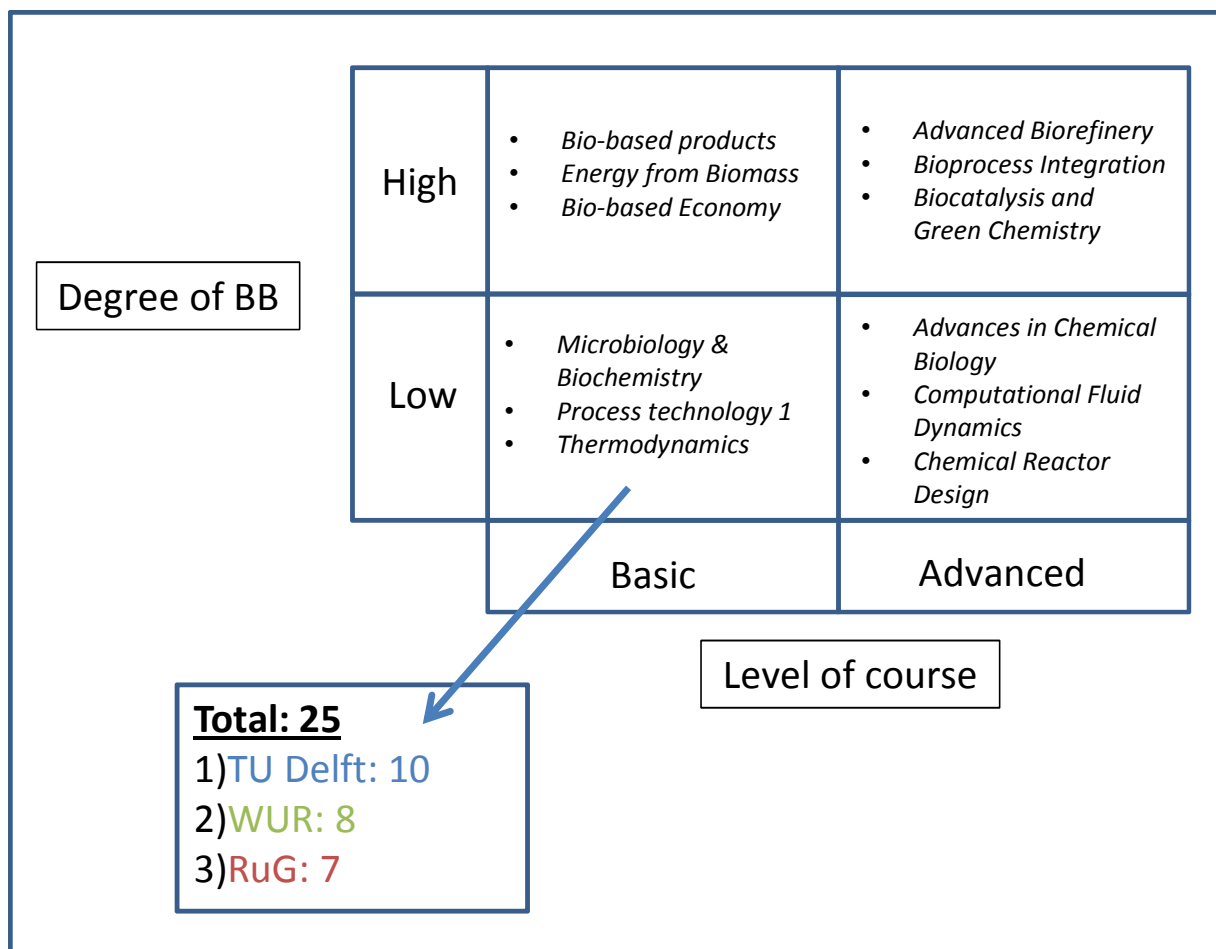 High
• Bio-based products
• Energy from Biomass
• Bio-based Economy
• Advanced Biorefinery
• Bioprocess Integration
• Biocatalysis and
Green Chemistry
Degree of BB
Low
• Microbiology &
Biochemistry
• Process technology 1
• Thermodynamics
• Advances in Chemical
Biology
• Computational Fluid
Dynamics
• Chemical Reactor
Design
Basic
Advanced
Level of course
Total: 25
1)TU Delft: 10
2)WUR: 8
3)RuG: 7